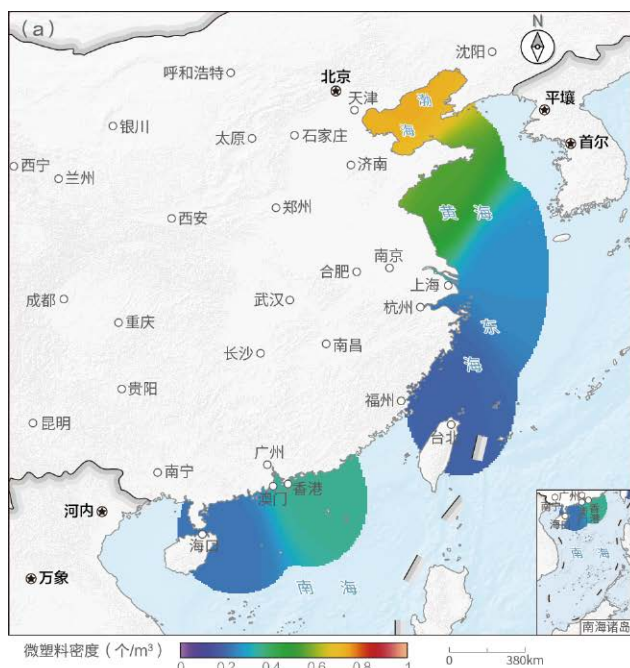 (a)
N
沈阳
呼和浩特
北京
渤
海
天津
平壤
银川
太原
石家庄
首尔
西宁
兰州
济南
西安
郑州
黄 海
南京
合肥
上海
成都
武汉
杭州
重庆
东
海
南昌
长沙
贵阳
福州
昆明
台北
广州
南宁
香港
澳门
河内
海口
万象
南 海
广州
南宁
香
港
澳门
海口
南 海
南海诸岛
微塑料密度（个/m³）
0 0.2 0.4 0.6 0.8 1
0 380km